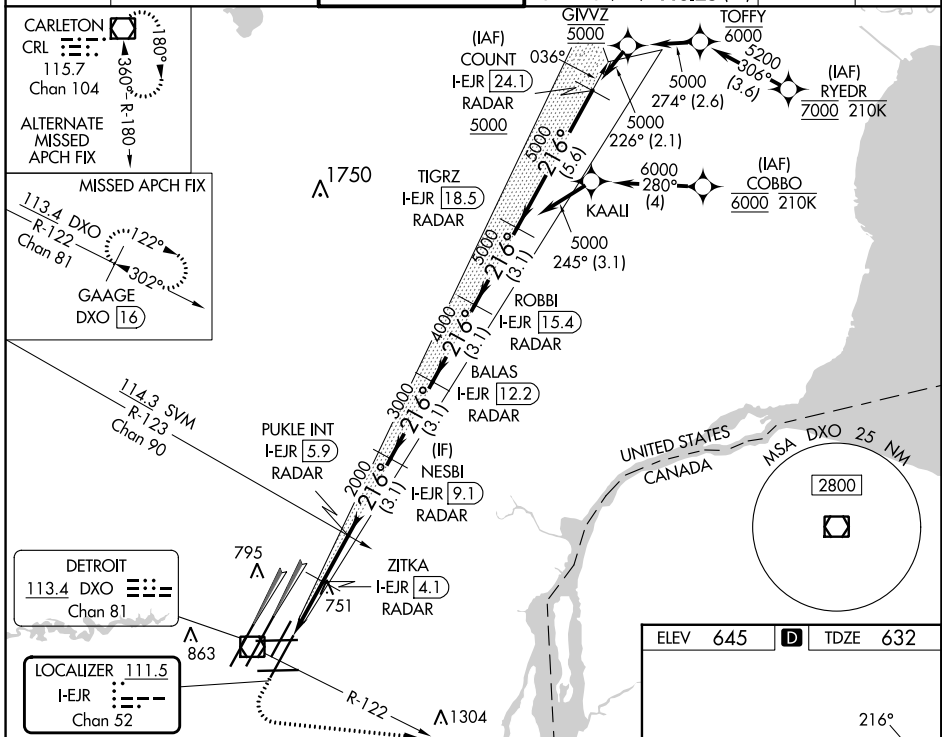 CARLETON
CRL
115.7
Chan 104
360°
R-180
180°
ALTERNATE
MISSED
APCH FIX
MISSED APCH FIX
113.4 DXO
R-122
Chan 81
122°
302°
GAAGE
DXO 16
1750
(IAF)
COUNT
I-EJR 24.1
RADAR
5000
036°
GIVVZ
5000
TOFFY
6000
5200
306°
(3.6)
(IAF)
RYEDR
7000 210K
5000
274° (2.6)
5000
226° (2.1)
5000
216°
(5.6)
6000
280°
(4)
(IAF)
COBBO
6000 210K
KAALI
5000
245° (3.1)
TIGRZ
I-EJR 18.5
RADAR
5000
216°
(3.1)
ROBBI
I-EJR 15.4
RADAR
4000
216°
(3.1)
BALAS
I-EJR 12.2
RADAR
3000
216°
(3.1)
(IF)
NESBI
I-EJR 9.1
RADAR
2000
216°
(3.1)
PUKLE INT
I-EJR 5.9
RADAR
114.3 SVM
R-123
Chan 90
ZITKA
I-EJR 4.1
RADAR
795
751
863
DETROIT
113.4 DXO
Chan 81
LOCALIZER 111.5
I-EJR
Chan 52
R-122
1304
UNITED STATES
CANADA
MSA DXO 25 NM
2800
ELEV 645 D TDZE 632
216°